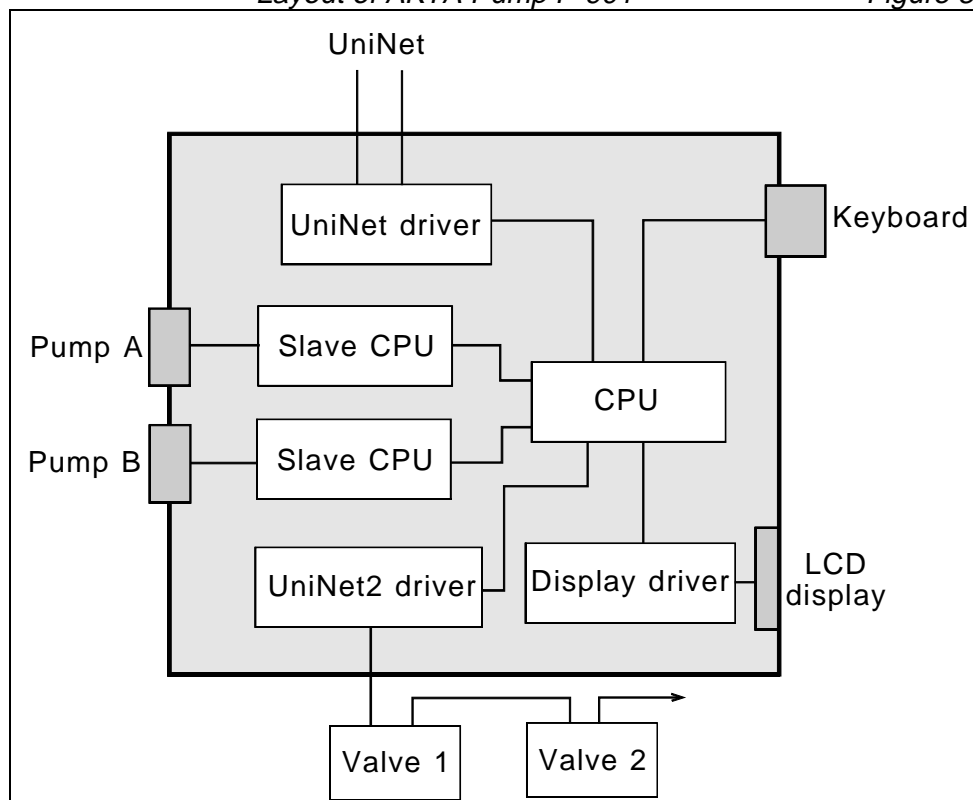 UniNet
UniNet driver
Keyboard
Pump A
Slave CPU
CPU
Pump B
Slave CPU
UniNet2 driver
Display driver
LCD
display
Valve 1
Valve 2